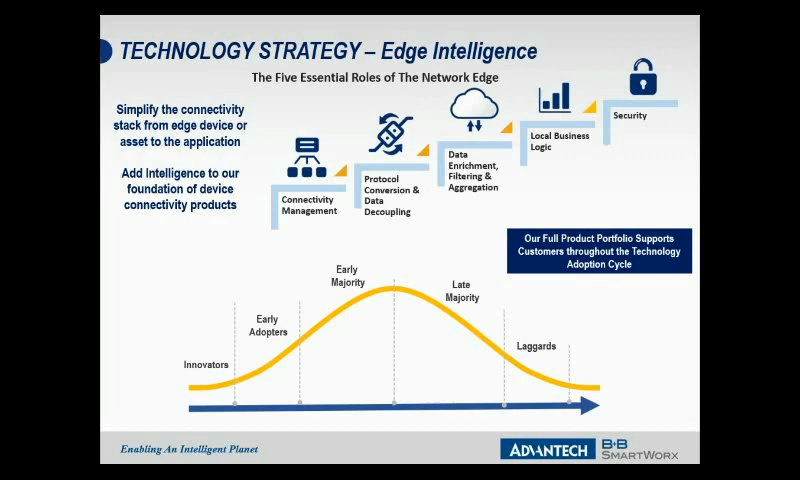 TECHNOLOGY STRATEGY – Edge Intelligence
The Five Essential Roles of The Network Edge
Simplify the connectivity
stack from edge device or
asset to the application
Add Intelligence to our
foundation of device
connectivity products
Connectivity
Management
Protocol
Conversion &
Data
Decoupling
Data
Enrichment,
Filtering &
Aggregation
Local Business
Logic
Security
Our Full Product Portfolio Supports
Customers throughout the Technology
Adoption Cycle
Innovators
Early
Adopters
Early
Majority
Late
Majority
Laggards
Enabling An Intelligent Planet
ADVANTECH
B+B
SMARTWORX